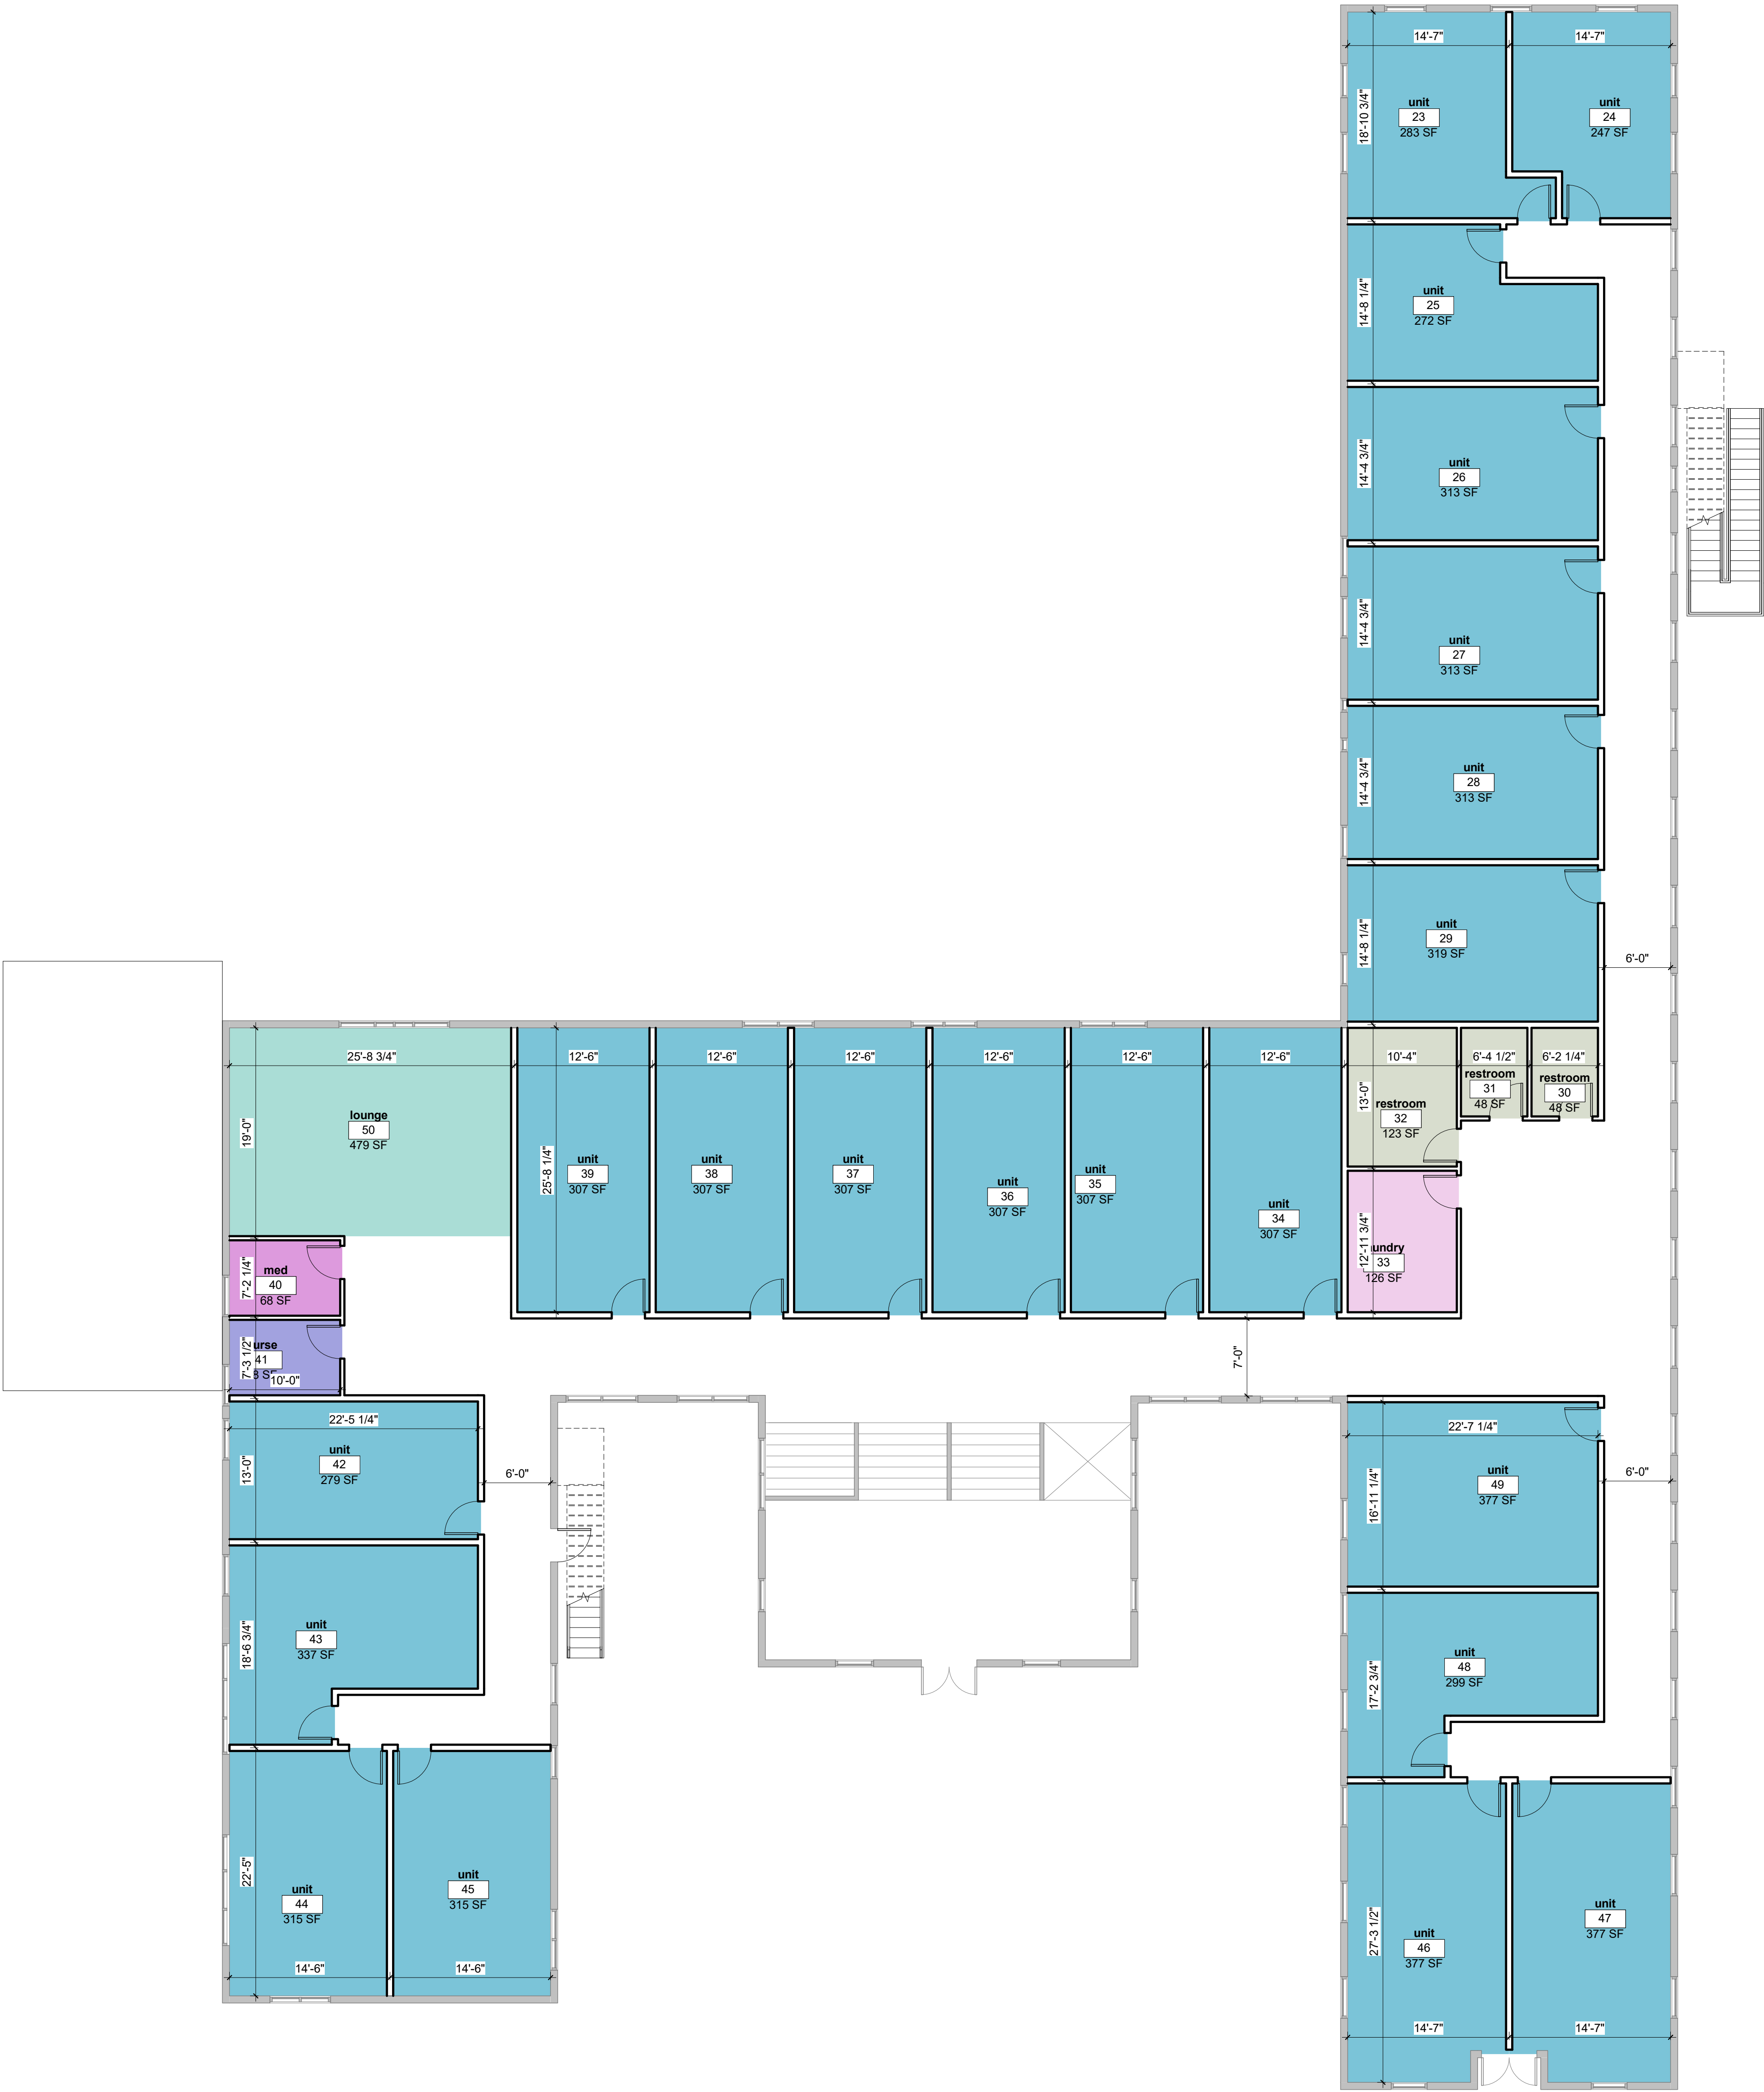 14'-7"
14'-7"
18'-10 3/4"
unit
23
283 SF
unit
24
247 SF
14'-8 1/4"
unit
25
272 SF
14'-4 3/4"
unit
26
313 SF
14'-4 3/4"
unit
27
313 SF
14'-4 3/4"
unit
28
313 SF
14'-8 1/4"
unit
29
319 SF
6'-0"
25'-8 3/4"
12'-6"
12'-6"
12'-6"
12'-6"
12'-6"
12'-6"
10'-4"
6'-4 1/2"
6'-2 1/4"
19'-0"
lounge
50
479 SF
25'-8 1/4"
unit
39
307 SF
unit
38
307 SF
unit
37
307 SF
unit
36
307 SF
unit
35
307 SF
unit
34
307 SF
13'-0"
restroom
32
123 SF
restroom
31
48 SF
restroom
30
48 SF
12'-11 3/4"
undry
33
126 SF
7'-2 1/4"
med
40
68 SF
7'-3 1/2"
urse
41
8 SF
10'-0"
7'-0"
22'-5 1/4"
13'-0"
unit
42
279 SF
6'-0"
22'-7 1/4"
16'-11 1/4"
unit
49
377 SF
6'-0"
18'-6 3/4"
unit
43
337 SF
17'-2 3/4"
unit
48
299 SF
22'-5"
unit
44
315 SF
unit
45
315 SF
14'-6"
14'-6"
27'-3 1/2"
unit
46
377 SF
unit
47
377 SF
14'-7"
14'-7"